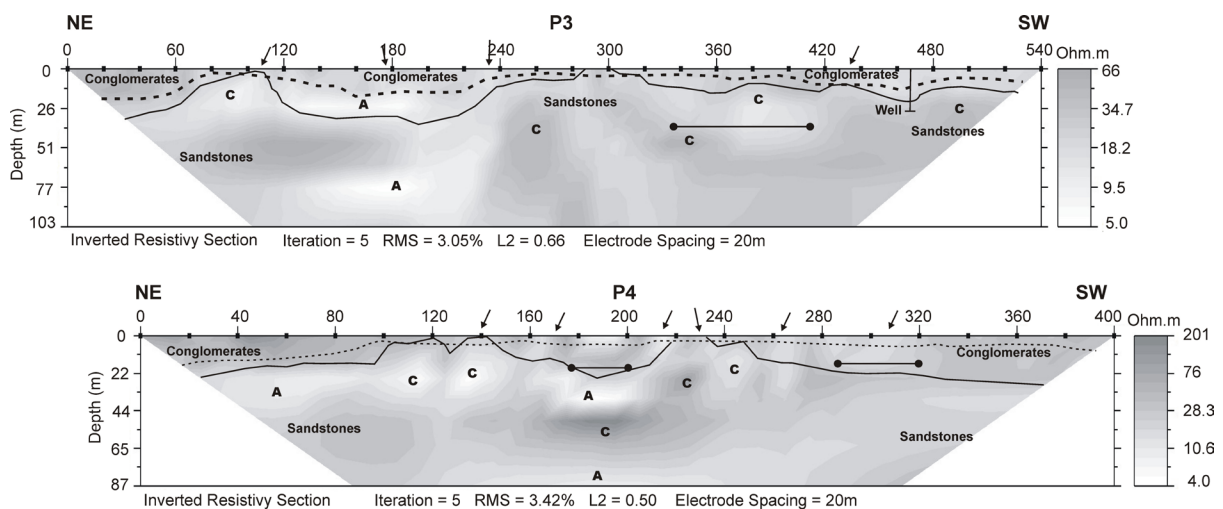 NE P3 SW
0 60 120 180 240 300 360 420 480 540 Ohm.m
0 Conglomerates Conglomerates Conglomerates 66
C A Sandstones C Well C
26 34.7
C C Sandstones
51 Sandstones 18.2
77 A 9.5
103 5.0
Depth (m)
Inverted Resistivy Section Iteration = 5 RMS = 3.05% L2 = 0.66 Electrode Spacing = 20m
NE P4 SW
0 40 80 120 160 200 240 280 320 360 400 Ohm.m
0 201
Conglomerates Conglomerates
22 C C C C 76
A A
44 28.3
Sandstones C Sandstones
65 10.6
A
87 4.0
Depth (m)
Inverted Resistivy Section Iteration = 5 RMS = 3.42% L2 = 0.50 Electrode Spacing = 20m